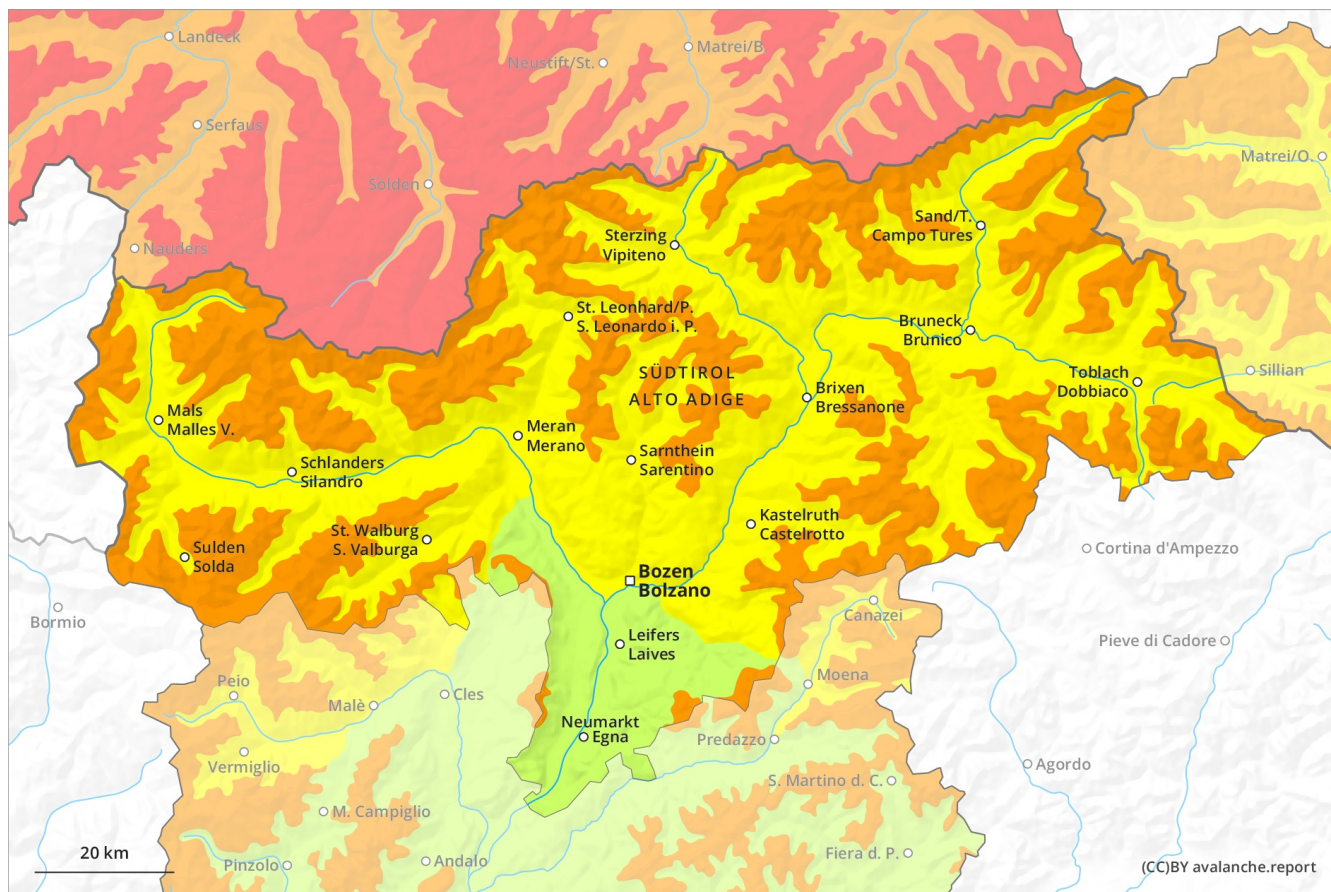 Landeck
Matrei/B.
Neustift/St.
Serfaus
Matrei/O.
Sölden
Sand/T.
Campo Tures
Sterzing
Vipiteno
Nauders
St. Leonhard/P.
S. Leonardo i. P.
Bruneck
Brunico
SÜDTIROL
ALTO ADIGE
Toblach
Dobbiaco
Sillian
Brixen
Bressanone
Mals
Malles V.
Meran
Merano
Sarnthein
Sarentino
Schlanders
Silandro
Kastelruth
Castelrotto
St. Walburg
S. Valburga
Sulden
Solda
Cortina d'Ampezzo
Bozen
Bolzano
Bormio
Canazei
Leifers
Laives
Pieve di Cadore
Peio
Moena
Malè
Cles
Neumarkt
Egna
Predazzo
Vermiglio
Agordo
S. Martino d. C.
M. Campiglio
20 km
Pinzolo
Andalo
Fiera d. P.
(CC)BY avalanche.report